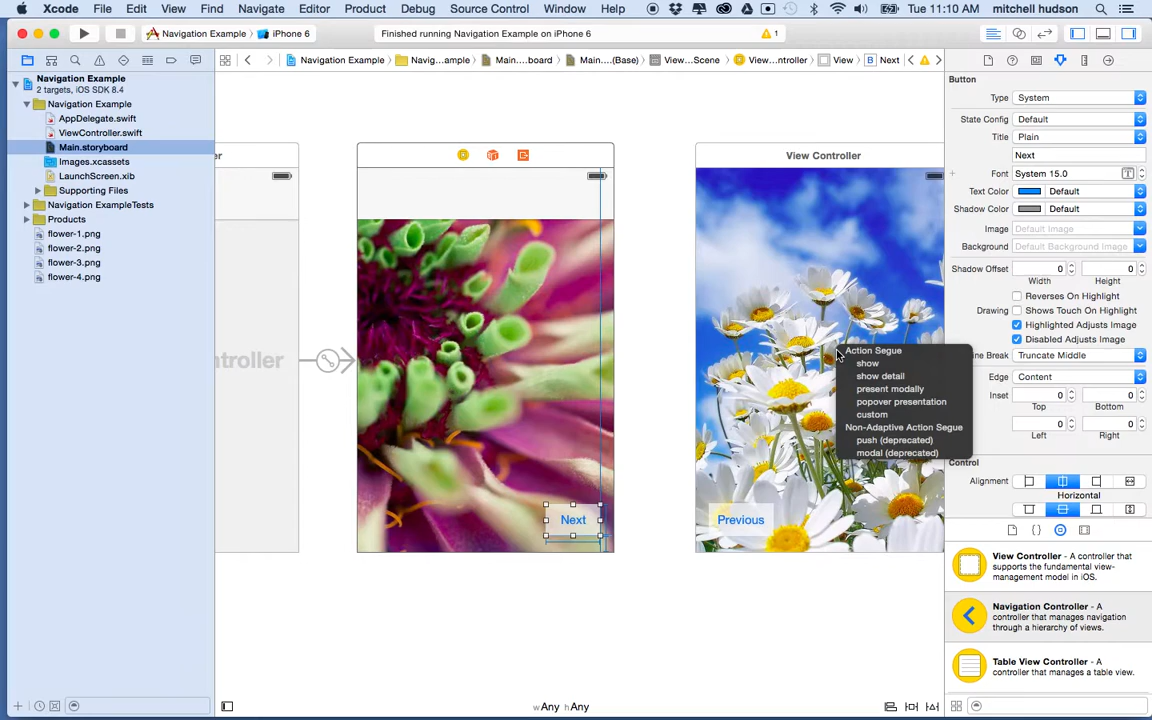 Xcode File Edit View Find Navigate Editor Product Debug Source Control Window Help Tue 11:10 AM mitchell hudson
Navigation Example iPhone 6 Finished running Navigation Example on iPhone 6 1
Navigation Example Navig...ample Main....board Main....(Base) View...Scene View...ntroller View B Next
Navigation Example
2 targets, iOS SDK 8.4
Navigation Example
AppDelegate.swift
ViewController.swift
Main.storyboard
Images.xcassets
LaunchScreen.xib
Supporting Files
Navigation ExampleTests
Products
flower-1.png
flower-2.png
flower-3.png
flower-4.png
View Controller
Next
Previous
Action Segue
show
show detail
present modally
popover presentation
custom
Non-Adaptive Action Segue
push (deprecated)
modal (deprecated)
wAny hAny
Button
Type System
State Config Default
Title Plain
Next
Font System 15.0
Text Color Default
Shadow Color Default
Image Default Image
Background Default Background Image
Shadow Offset 0 0
Width Height
Reverses On Highlight
Drawing Shows Touch On Highlight
Highlighted Adjusts Image
Disabled Adjusts Image
ne Break Truncate Middle
Edge Content
Inset 0 0
Top Bottom
0 0
Left Right
Control
Alignment
Horizontal
View Controller - A
controller that supports the fundamental view-
management model in iOS.
Navigation Controller - A
controller that manages navigation
through a hierarchy of views.
Table View Controller - A
controller that manages a table view.